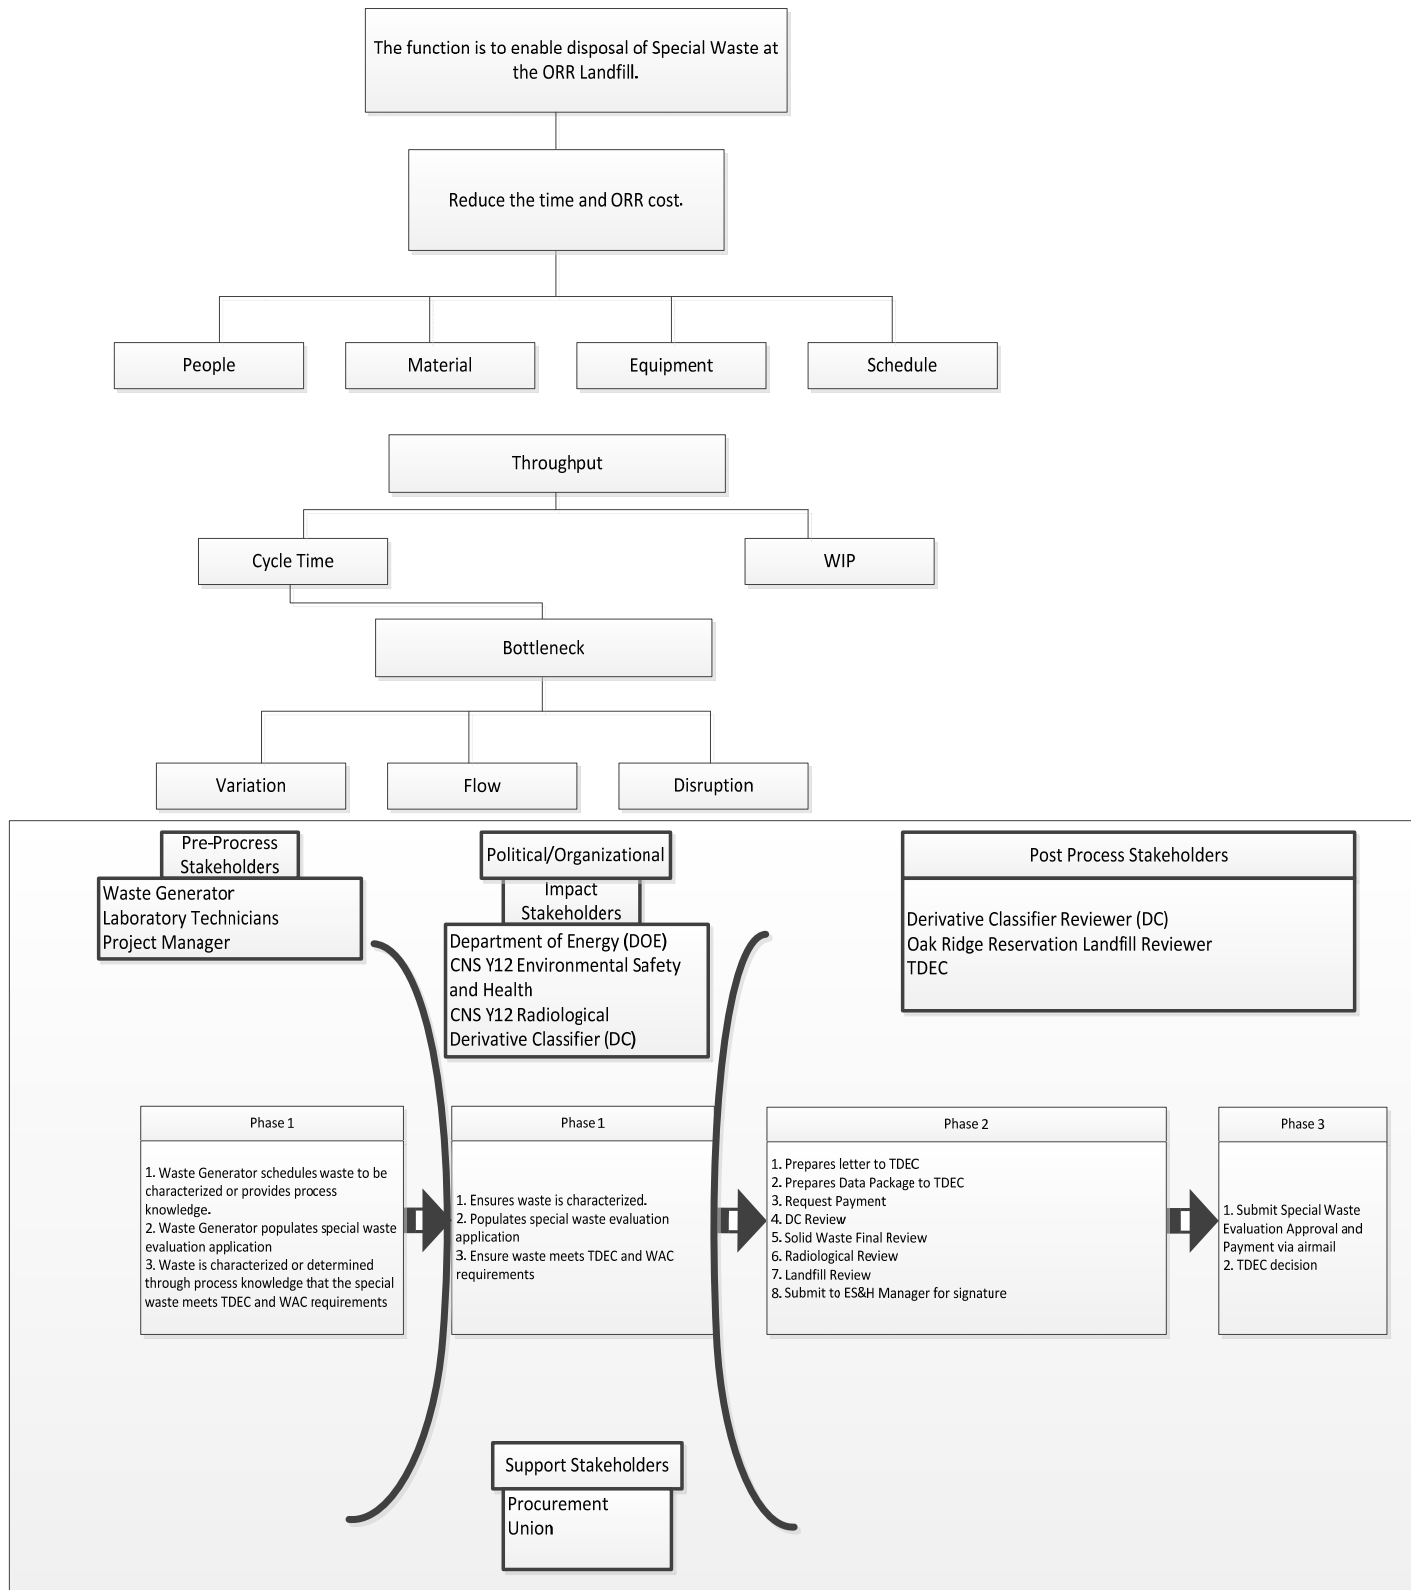 The function is to enable disposal of Special Waste at
the ORR Landfill.
Reduce the time and ORR cost.
People
Material
Equipment
Schedule
Throughput
Cycle Time
WIP
Bottleneck
Variation
Flow
Disruption
Pre-Procress
Stakeholders
Waste Generator
Laboratory Technicians
Project Manager
Political/Organizational
Impact
Stakeholders
Department of Energy (DOE)
CNS Y12 Environmental Safety
and Health
CNS Y12 Radiological
Derivative Classifier (DC)
Post Process Stakeholders
Derivative Classifier Reviewer (DC)
Oak Ridge Reservation Landfill Reviewer
TDEC
Phase 1
1. Waste Generator schedules waste to be
characterized or provides process
knowledge.
2. Waste Generator populates special waste
evaluation application
3. Waste is characterized or determined
through process knowledge that the special
waste meets TDEC and WAC requirements
Phase 1
1. Ensures waste is characterized.
2. Populates special waste evaluation
application
3. Ensure waste meets TDEC and WAC
requirements
Phase 2
1. Prepares letter to TDEC
2. Prepares Data Package to TDEC
3. Request Payment
4. DC Review
5. Solid Waste Final Review
6. Radiological Review
7. Landfill Review
8. Submit to ES&H Manager for signature
Phase 3
1. Submit Special Waste
Evaluation Approval and
Payment via airmail
2. TDEC decision
Support Stakeholders
Procurement
Union